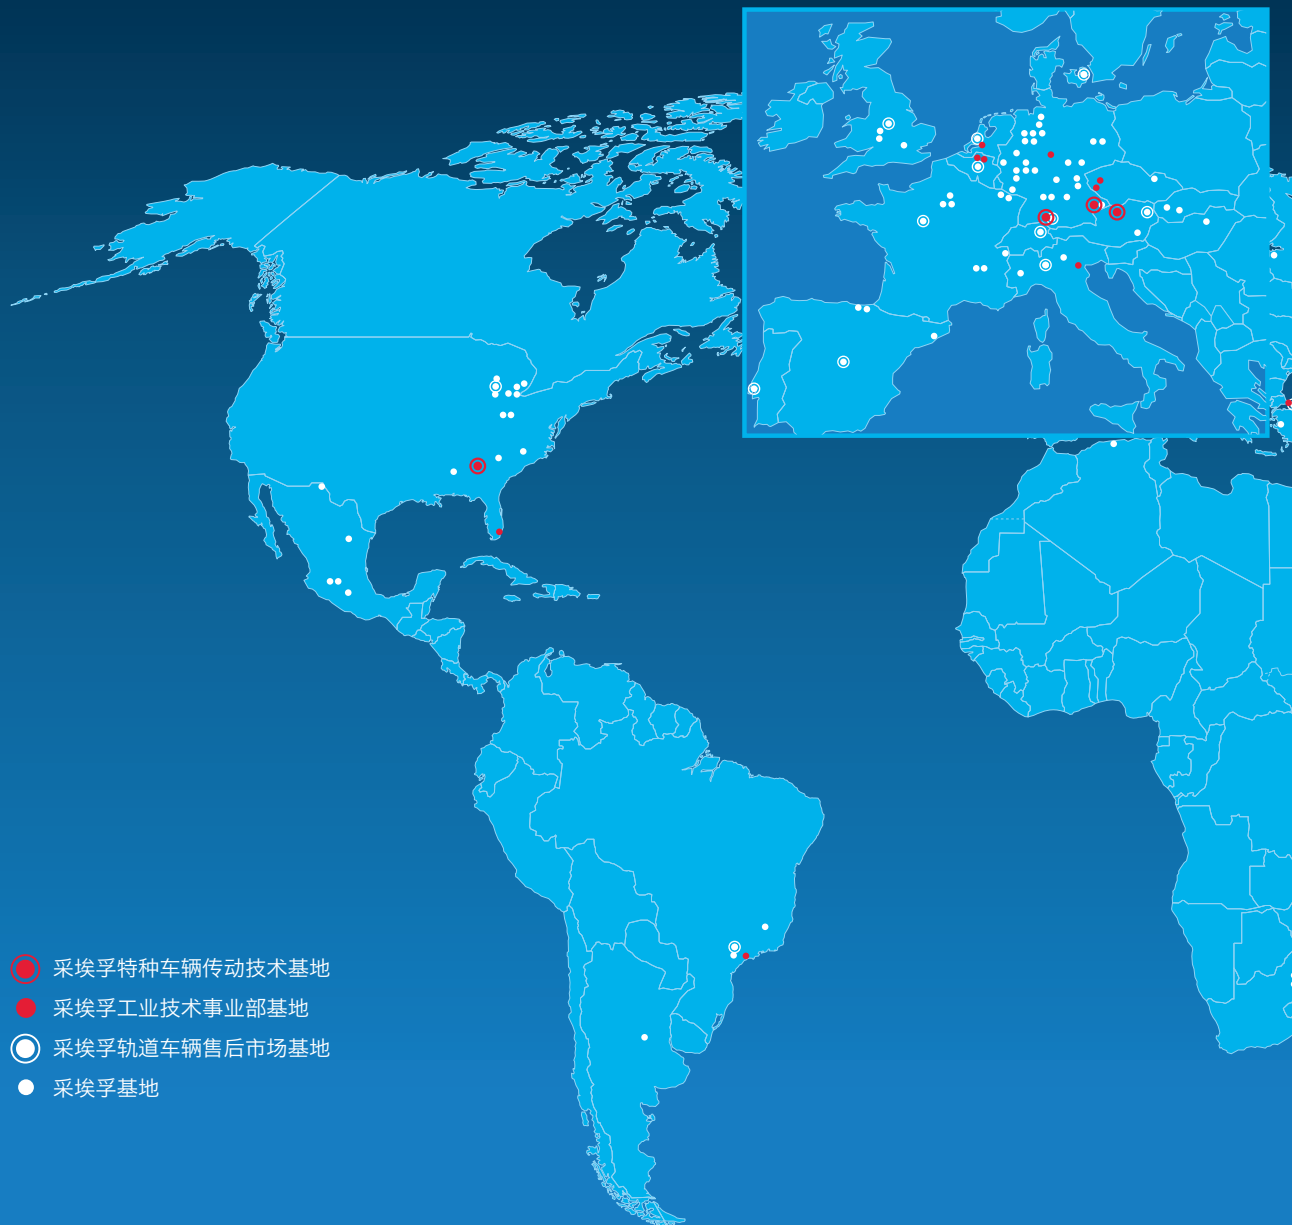 采埃孚特种车辆传动技术基地
采埃孚工业技术事业部基地
采埃孚轨道车辆售后市场基地
采埃孚基地